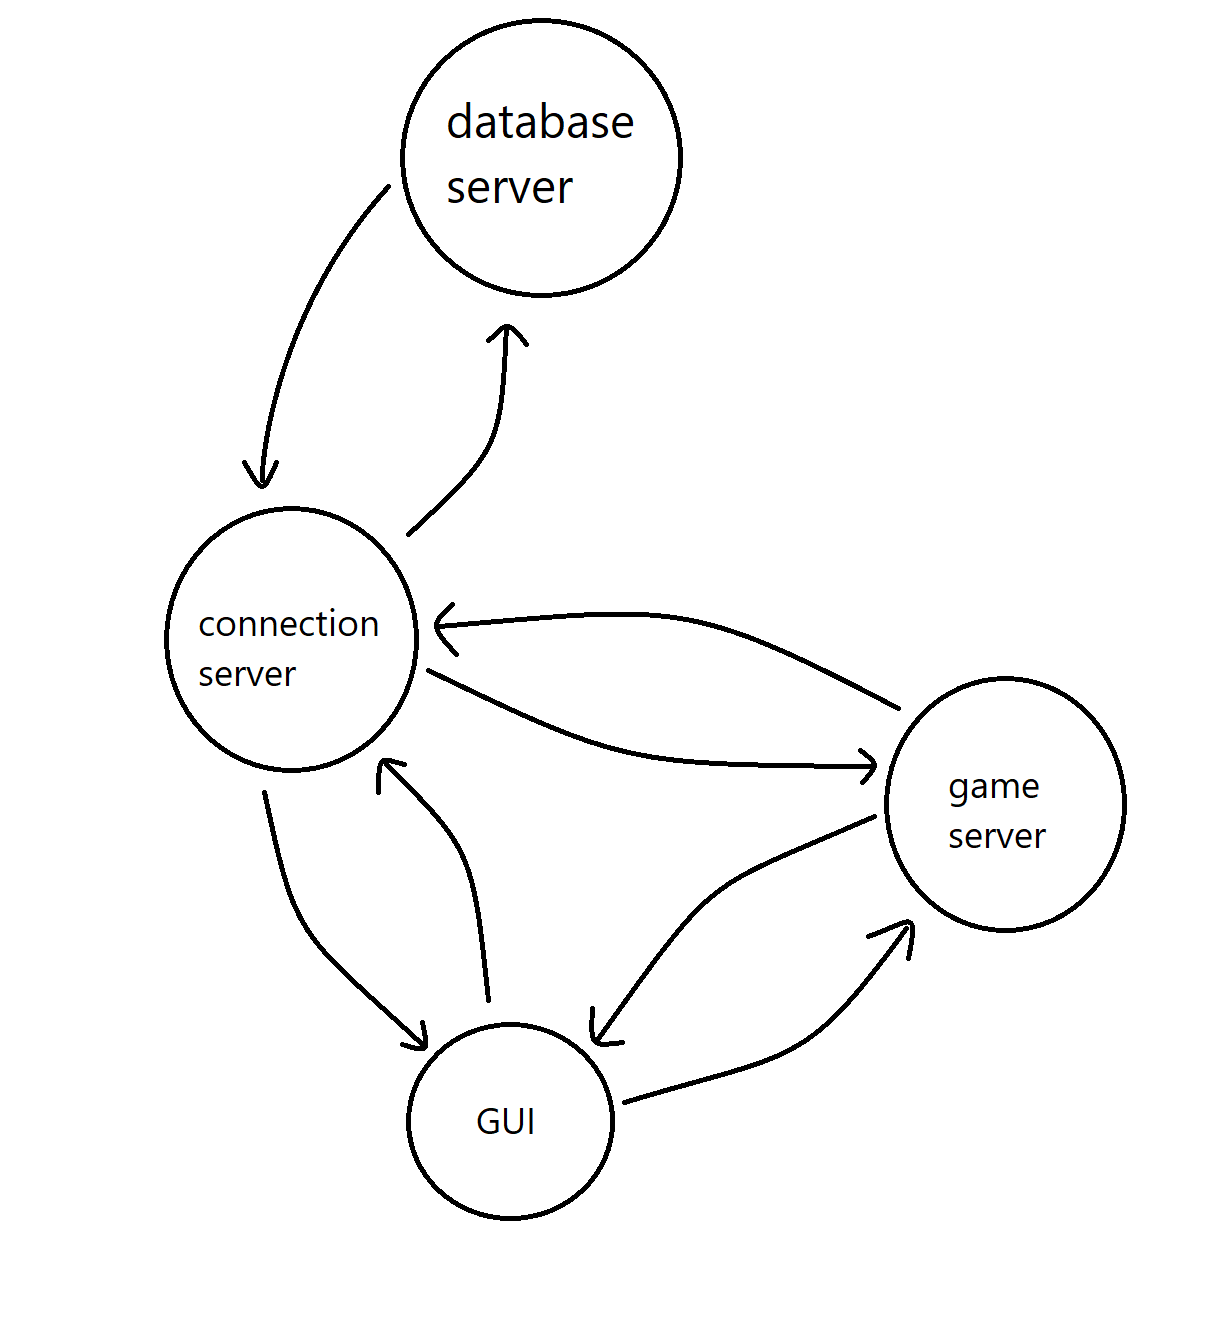 database
server
connection
server
game
server
GUI